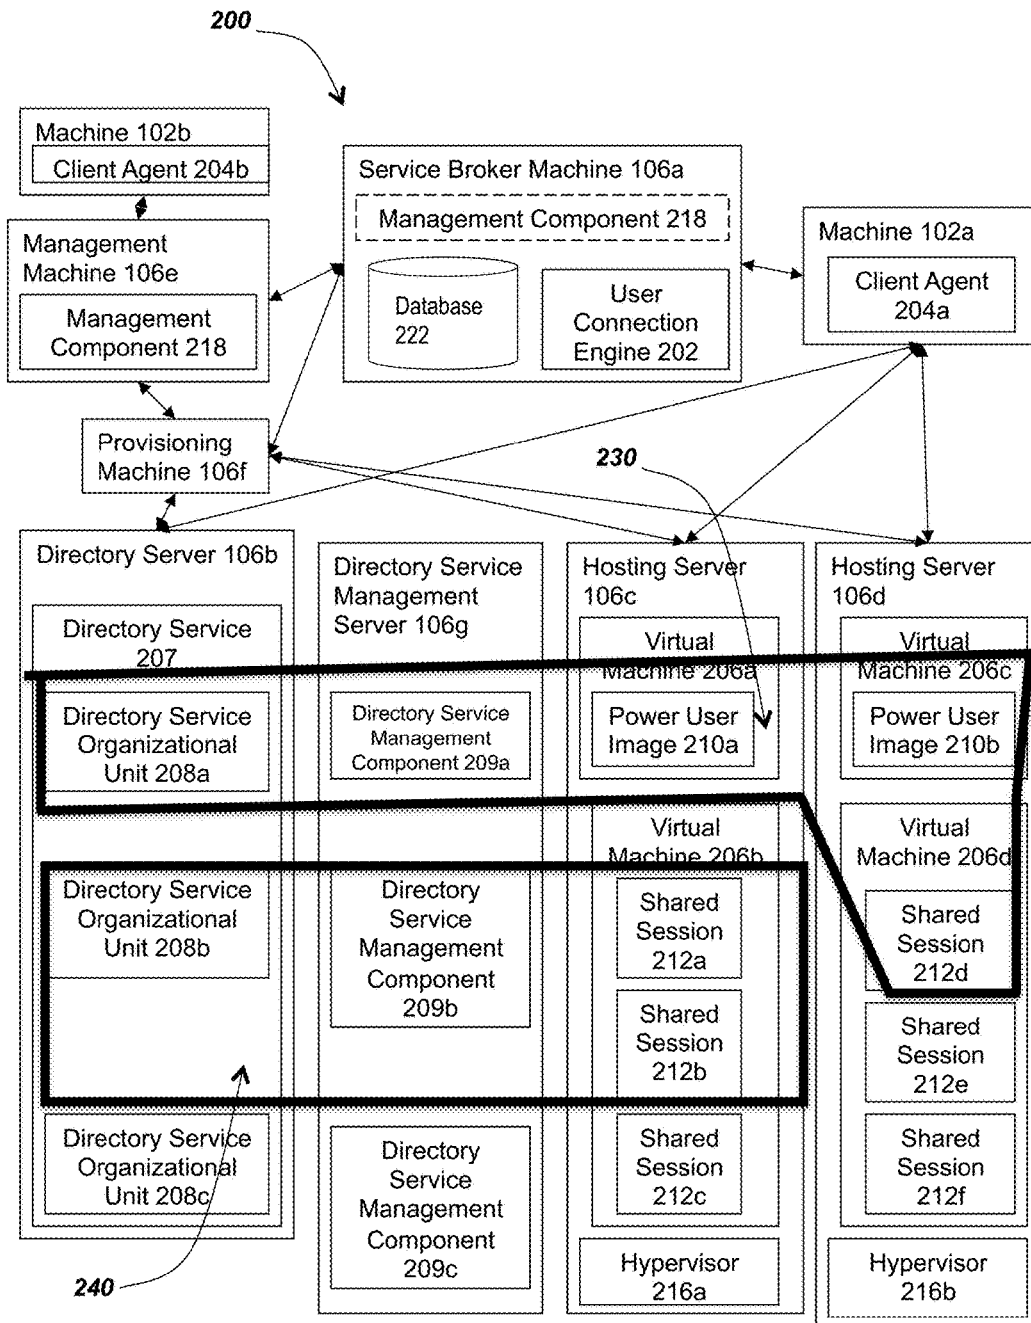 200
Machine 102b
Client Agent 204b
Service Broker Machine 106a
Management Component 218
Database
222
User
Connection
Engine 202
Machine 102a
Client Agent
204a
Management
Machine 106e
Management
Component 218
Provisioning
Machine 106f
230
Directory Server 106b
Directory Service
207
Directory Service
Organizational
Unit 208a
Directory Service
Organizational
Unit 208b
Directory Service
Organizational
Unit 208c
Directory Service
Management
Server 106g
Directory Service
Management
Component 209a
Directory
Service
Management
Component
209b
Directory
Service
Management
Component
209c
Hosting Server
106c
Virtual
Machine 206a
Power User
Image 210a
Virtual
Machine 206b
Shared
Session
212a
Shared
Session
212b
Shared
Session
212c
Hypervisor
216a
Hosting Server
106d
Virtual
Machine 206c
Power User
Image 210b
Virtual
Machine 206d
Shared
Session
212d
Shared
Session
212e
Shared
Session
212f
Hypervisor
216b
240